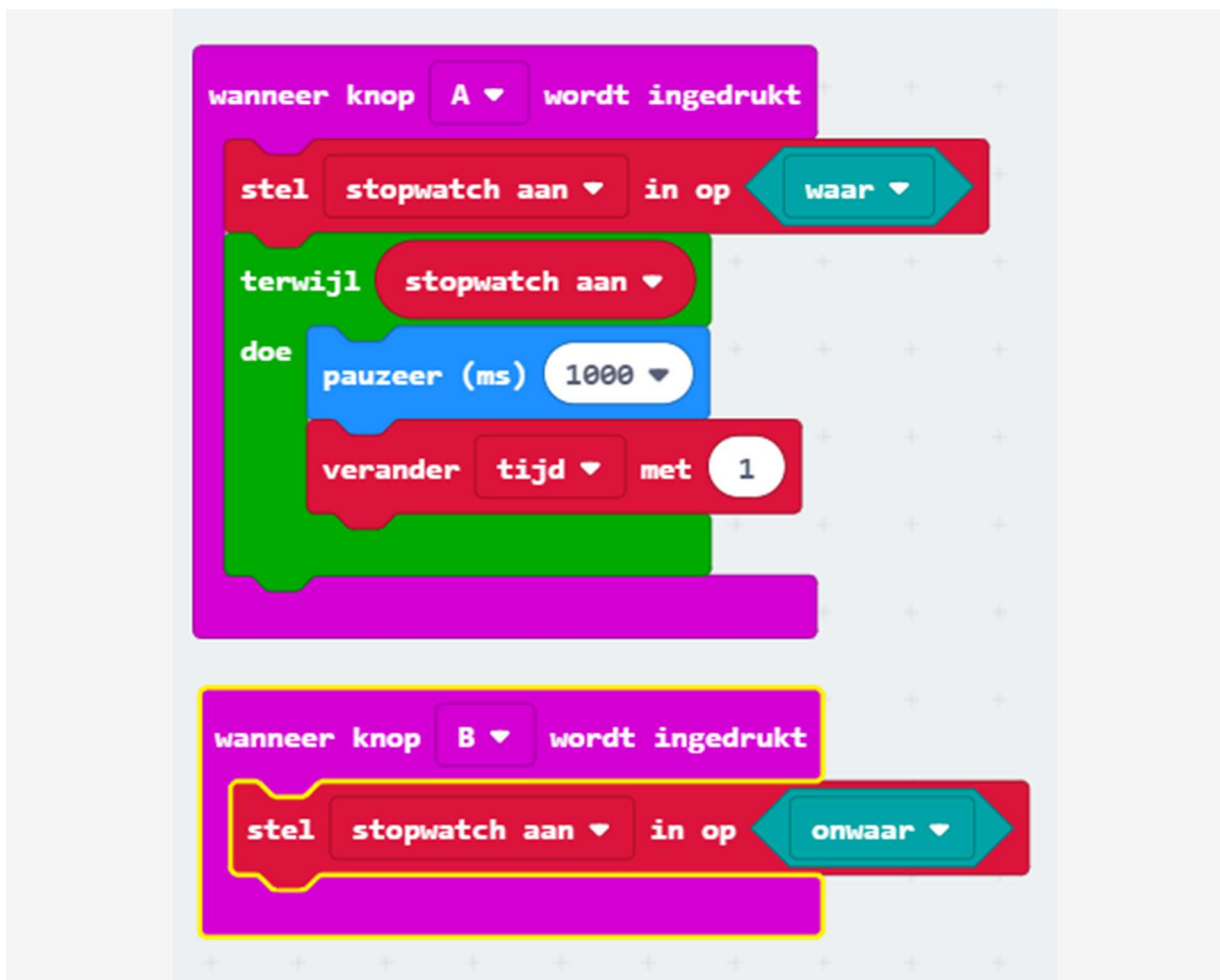 wanneer knop A wordt ingedrukt
stel stopwatch aan in op waar
terwijl stopwatch aan
doe
pauzeer (ms) 1000
verander tijd met 1
wanneer knop B wordt ingedrukt
stel stopwatch aan in op onwaar